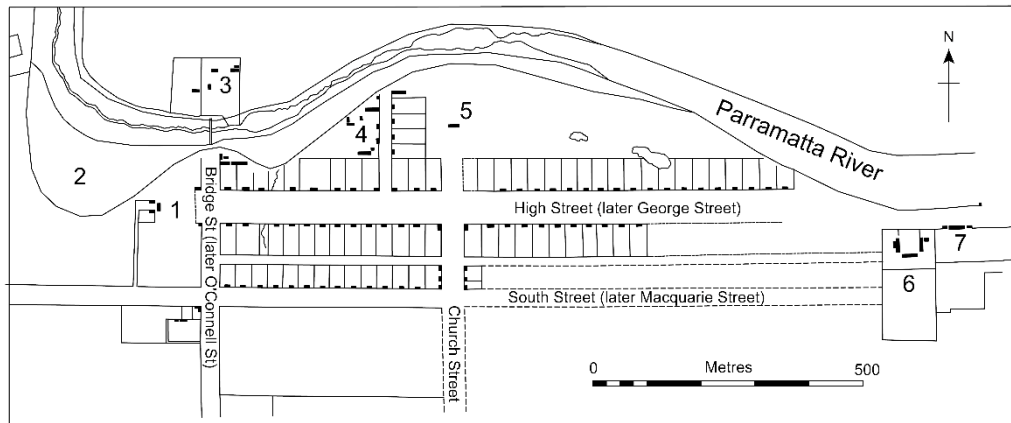 N
3
4
5
Parramatta River
2
1
Bridge St (later O'Connell St)
High Street (later George Street)
7
6
South Street (later Macquarie Street)
Church Street
0 Metres 500